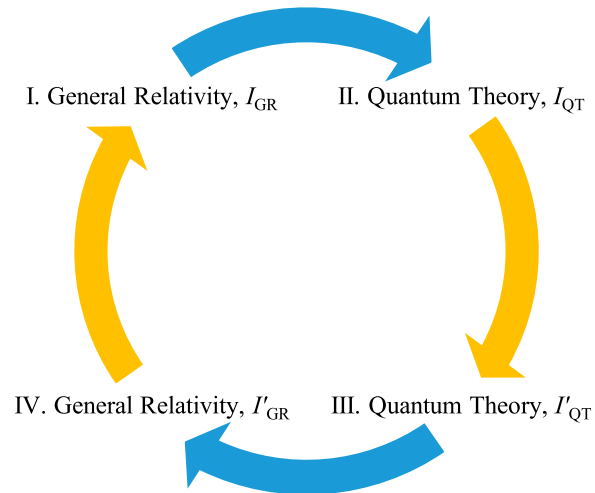 I. General Relativity, I_GR
II. Quantum Theory, I_QT
IV. General Relativity, I′_GR
III. Quantum Theory, I′_QT